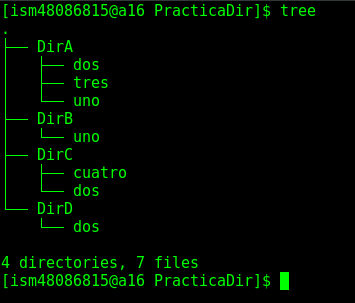 [ism48086815@a16 PracticaDir]$ tree
.
├── DirA
│   ├── dos
│   ├── tres
│   └── uno
├── DirB
│   └── uno
├── DirC
│   ├── cuatro
│   └── dos
└── DirD
    └── dos

4 directories, 7 files
[ism48086815@a16 PracticaDir]$